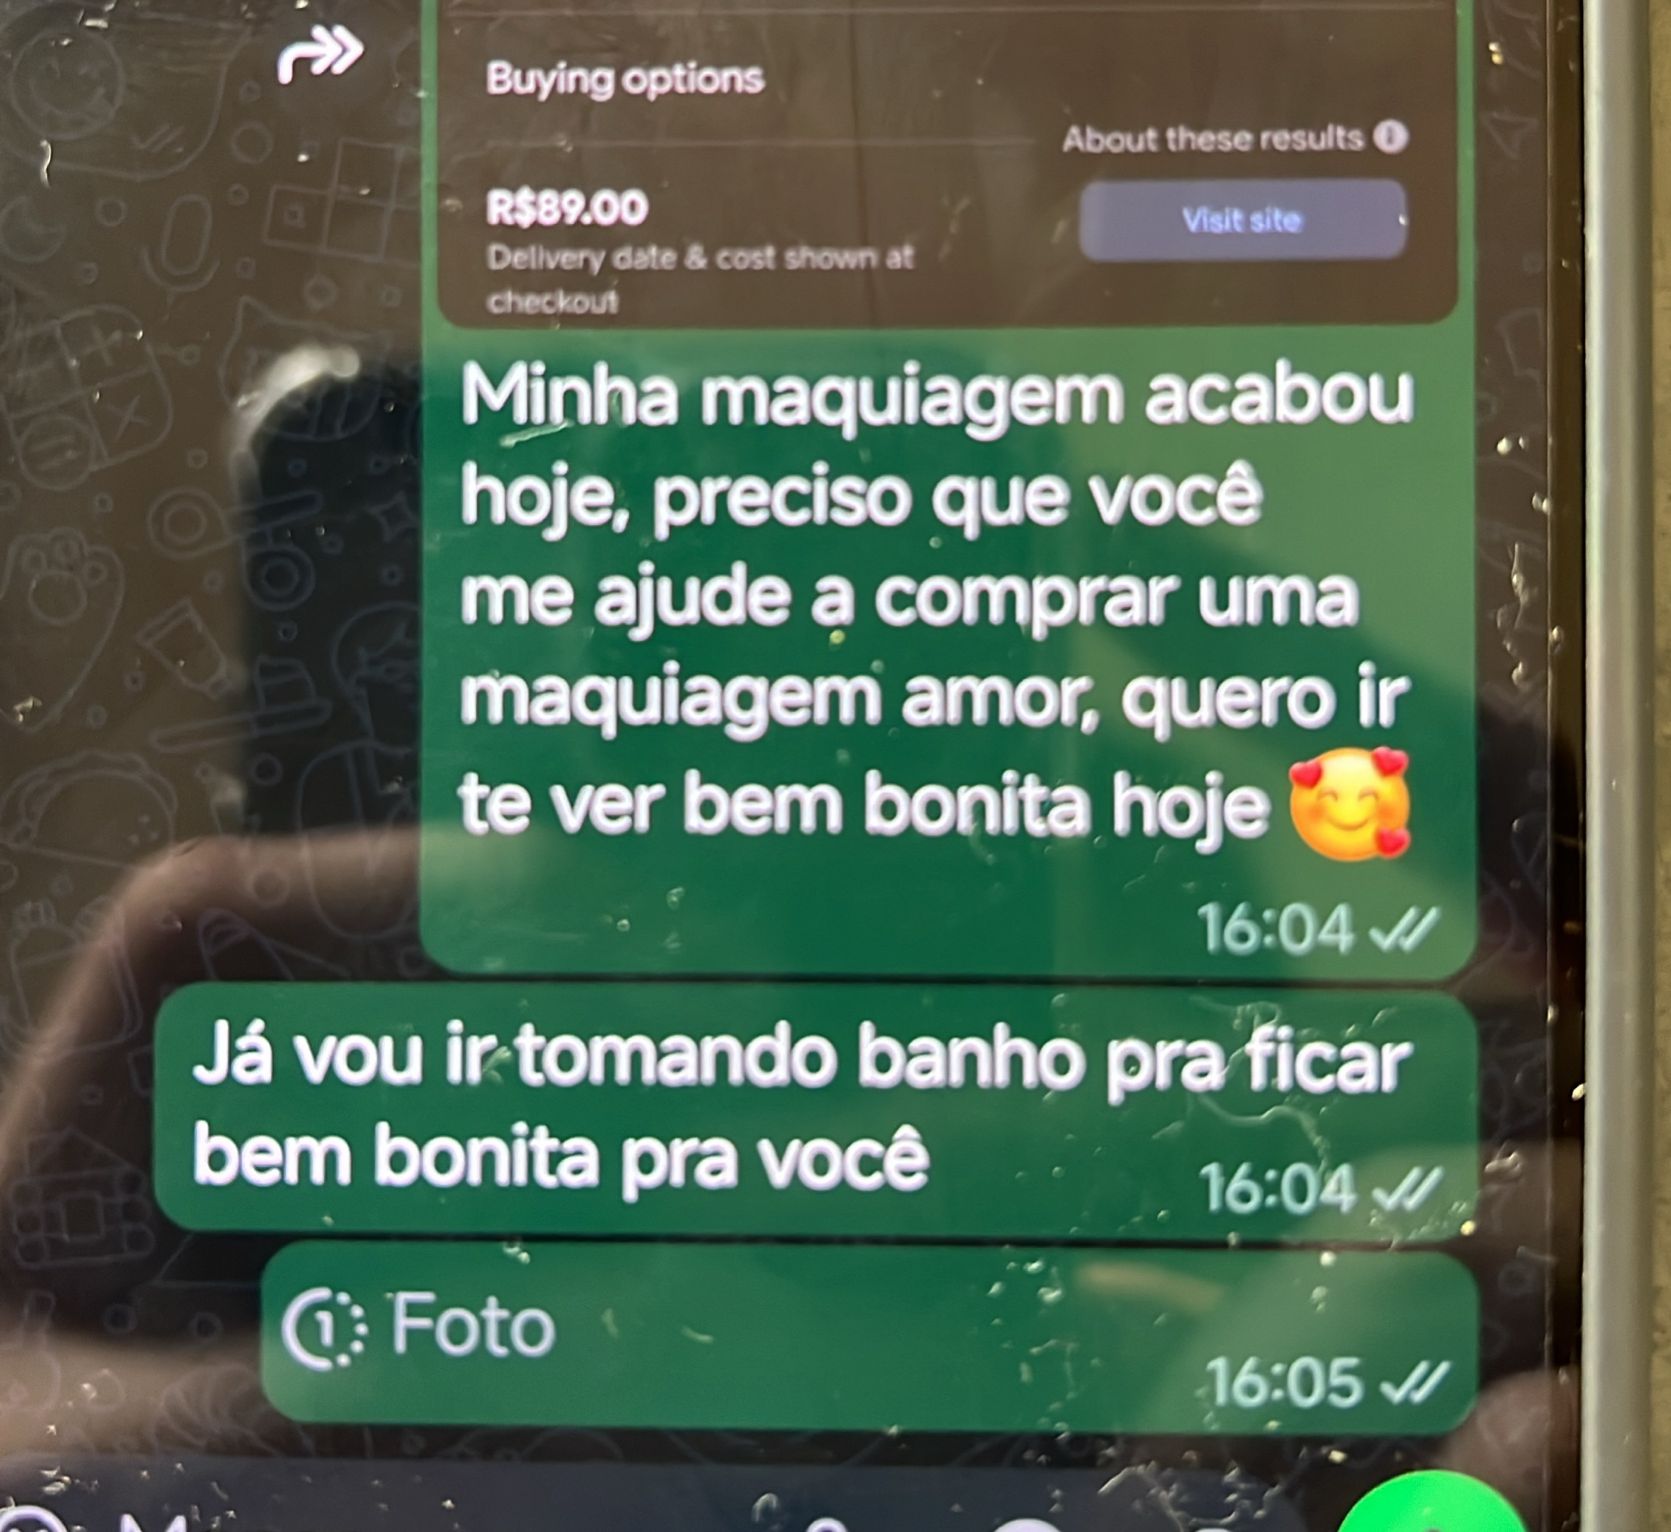 Buying options
About these results
R$89.00
Visit site
Delivery date & cost shown at
checkout
Minha maquiagem acabou
hoje, preciso que você
me ajude a comprar uma
maquiagem amor, quero ir
te ver bem bonita hoje 🥰
16:04
Já vou ir tomando banho pra ficar
bem bonita pra você
16:04
1 Foto
16:05